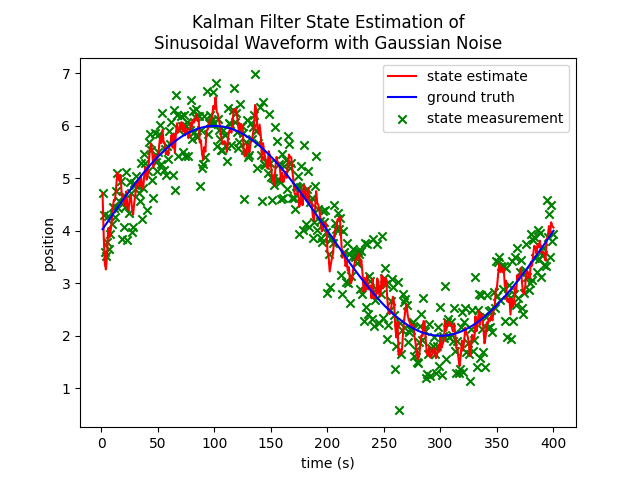 Kalman Filter State Estimation of
Sinusoidal Waveform with Gaussian Noise
state estimate
ground truth
state measurement
7
6
5
4
3
2
1
position
0 50 100 150 200 250 300 350 400
time (s)